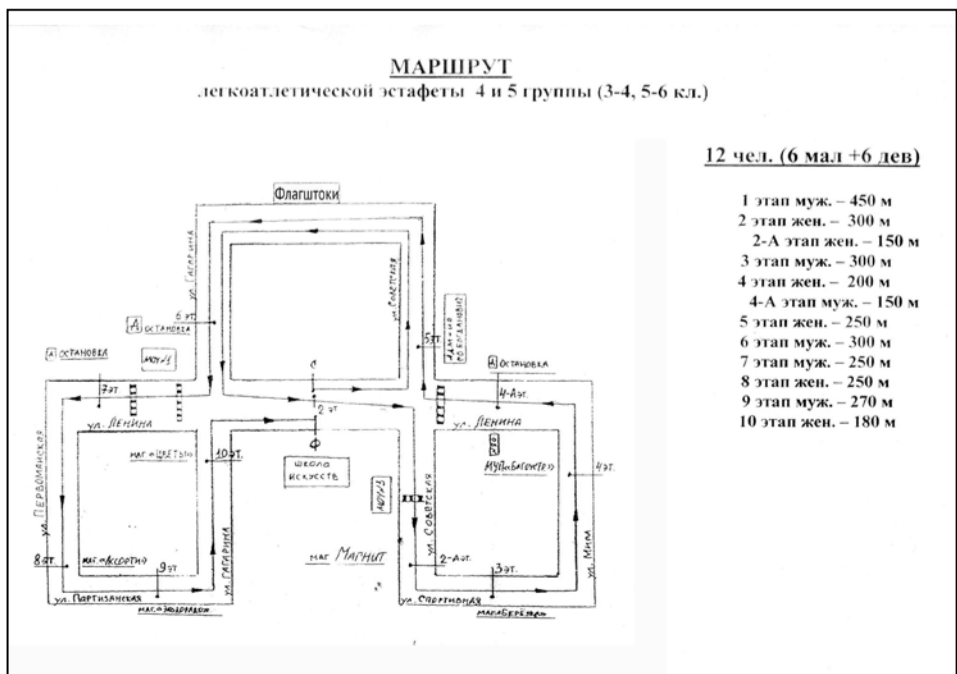 МАРШРУТ
легкоатлетической эстафеты 4 и 5 группы (3-4, 5-6 кл.)
12 чел. (6 мал +6 дев)
1 этап муж. – 450 м
2 этап жен. – 300 м
2-А этап жен. – 150 м
3 этап муж. – 300 м
4 этап жен. – 200 м
4-А этап муж. – 150 м
5 этап жен. – 250 м
6 этап муж. – 300 м
7 этап муж. – 250 м
8 этап жен. – 250 м
9 этап муж. – 270 м
10 этап жен. – 180 м
Флагштоки
ул. ГАГАРИНА
ул. СОВЕТСКАЯ
6 эт.
А ОСТАНОВКА
5 эт.
А ОСТАНОВКА
МОУ№1
А ОСТАНОВКА
7 эт.
4-А эт.
С
2 эт
Ф
ул. ЛЕНИНА
ул. ЛЕНИНА
ул. ПЕРВОМАЙСКАЯ
МАГ. «ЦВЕТЫ»
10 эт.
ШКОЛА
ИСКУССТВ
МОУ№3
ул. СОВЕТСКАЯ
4 эт.
ул. МИРА
8 эт.
МАГ. «АССОРТИ»
9 эт
ул. ГАГАРИНА
МАГ. МАГНИТ
2-А эт.
3 эт.
ул. ПАРТИЗАНСКАЯ
ул. СПОРТИВНАЯ
МАГ. «ЭЛЬДОРАДО»